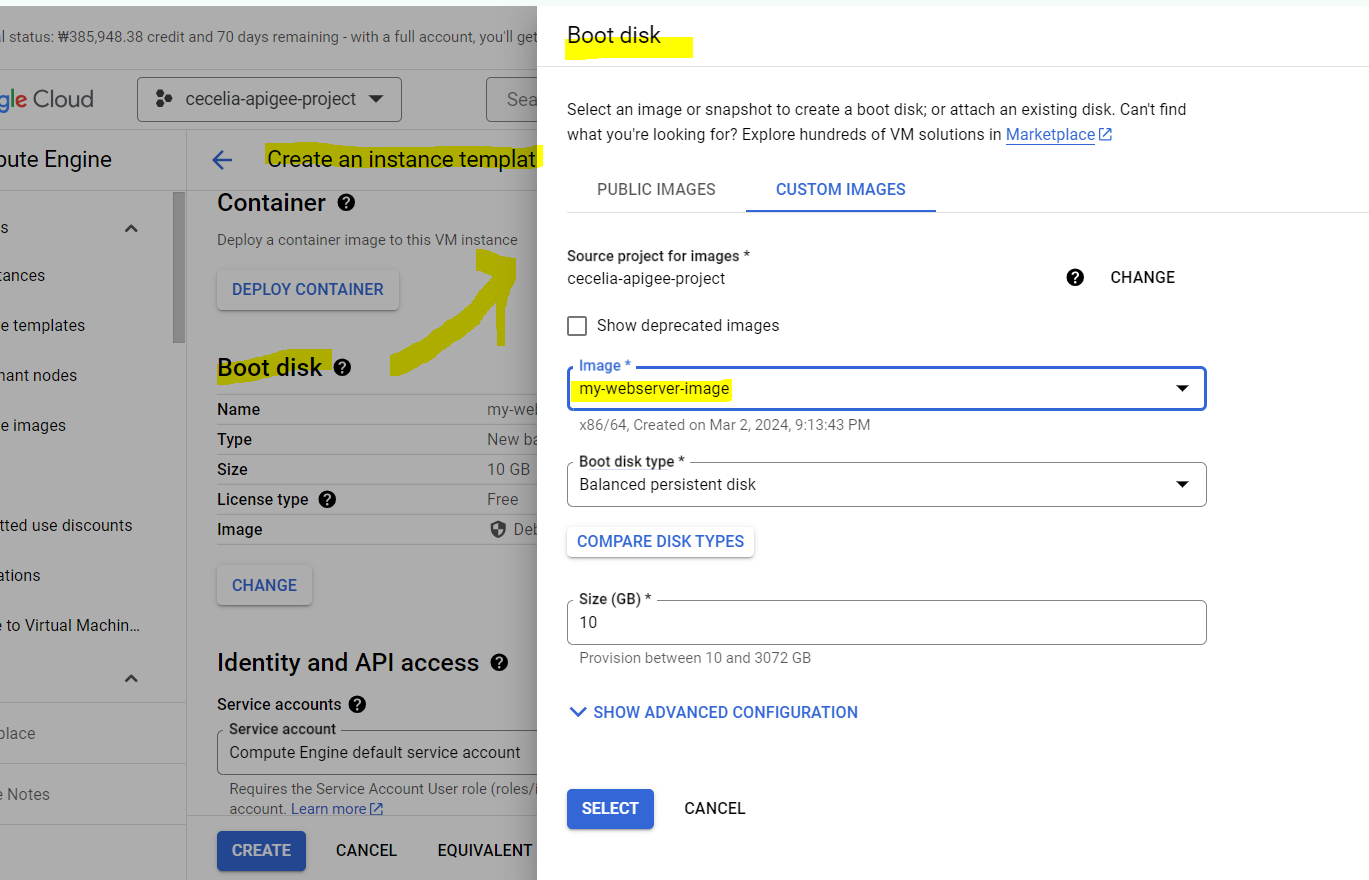 l status: ₩385,948.38 credit and 70 days remaining - with a full account, you'll get
gle Cloud
cecelia-apigee-project
Sea
pute Engine
Create an instance templat
s
tances
e templates
nant nodes
e images
tted use discounts
ations
e to Virtual Machin...
place
e Notes
Container
Deploy a container image to this VM instance
DEPLOY CONTAINER
Boot disk
Name my-wel
Type New ba
Size 10 GB
License type Free
Image Deb
CHANGE
Identity and API access
Service accounts
Service account
Compute Engine default service account
Requires the Service Account User role (roles/i
account. Learn more
CREATE CANCEL EQUIVALENT
Boot disk
Select an image or snapshot to create a boot disk; or attach an existing disk. Can't find
what you're looking for? Explore hundreds of VM solutions in Marketplace
PUBLIC IMAGES CUSTOM IMAGES
Source project for images *
cecelia-apigee-project
CHANGE
Show deprecated images
Image *
my-webserver-image
x86/64, Created on Mar 2, 2024, 9:13:43 PM
Boot disk type *
Balanced persistent disk
COMPARE DISK TYPES
Size (GB) *
10
Provision between 10 and 3072 GB
SHOW ADVANCED CONFIGURATION
SELECT CANCEL